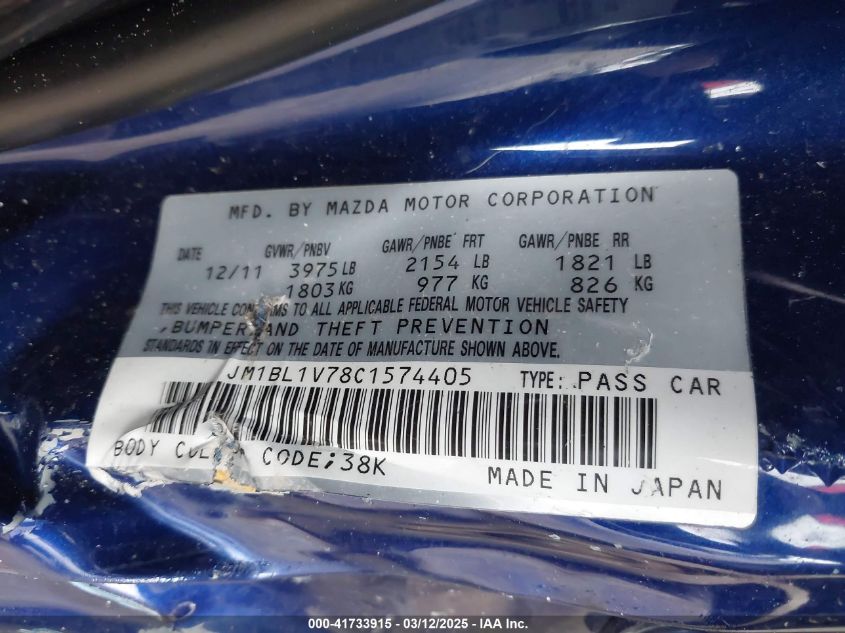 MFD. BY MAZDA MOTOR CORPORATION
DATE GVWR/PNBV GAWR/PNBE FRT GAWR/PNBE RR
12/11 3975 LB 2154 LB 1821 LB
1803 KG 977 KG 826 KG
THIS VEHICLE TO ALL APPLICABLE FEDERAL MOTOR VEHICLE SAFETY
,BUMPER AND THEFT PREVENTION
STANDARDS IN EFFECT ON THE DATE OF MANUFACTURE SHOWN ABOVE.
JM1BL1V78C1574405 TYPE: PASS CAR
BODY CODE;38K
MADE IN JAPAN
000-41733915 - 03/12/2025 - IAA Inc.